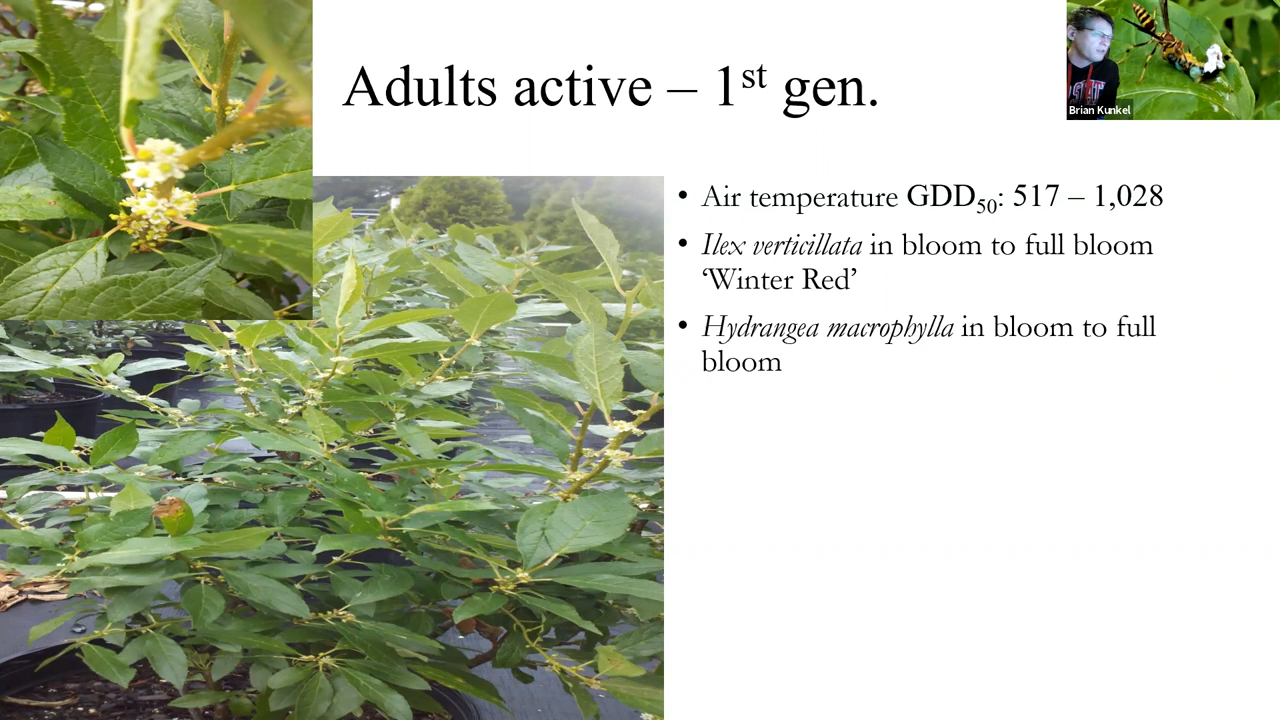 Adults active – 1st gen.
Brian Kunkel
• Air temperature GDD50: 517 – 1,028
• Ilex verticillata in bloom to full bloom
‘Winter Red’
• Hydrangea macrophylla in bloom to full
bloom